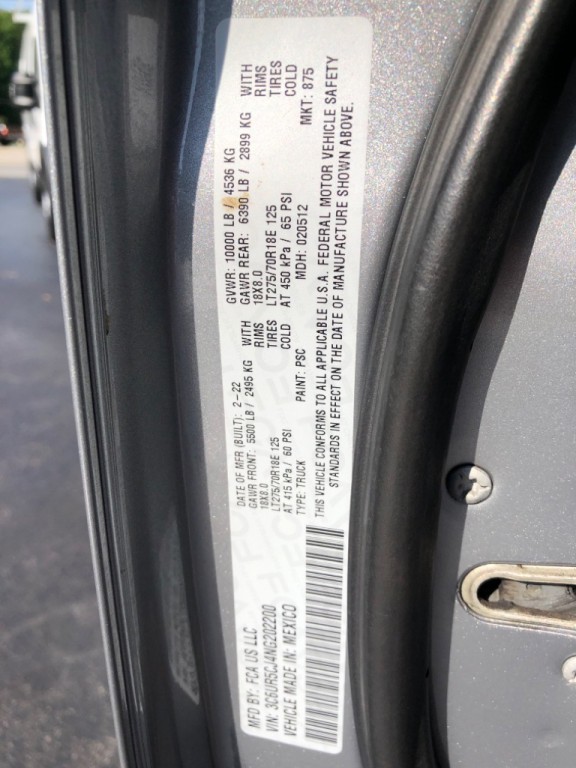 MFD BY: FCA US LLC
DATE OF MFR (BUILT): 2-22
GVWR: 10000 LB / 4536 KG
GAWR FRONT: 5500 LB / 2495 KG WITH
18X8.0 RIMS
LT275/70R18E 125 TIRES
AT 415 kPa / 60 PSI COLD
GAWR REAR: 6390 LB / 2899 KG WITH
18X8.0 RIMS
LT275/70R18E 125 TIRES
AT 450 kPa / 65 PSI COLD
VIN: 3C6UR5CJ4NG202200
TYPE: TRUCK PAINT: PSC MDH: 020512 MKT: 875
VEHICLE MADE IN: MEXICO
THIS VEHICLE CONFORMS TO ALL APPLICABLE U.S.A. FEDERAL MOTOR VEHICLE SAFETY
STANDARDS IN EFFECT ON THE DATE OF MANUFACTURE SHOWN ABOVE.